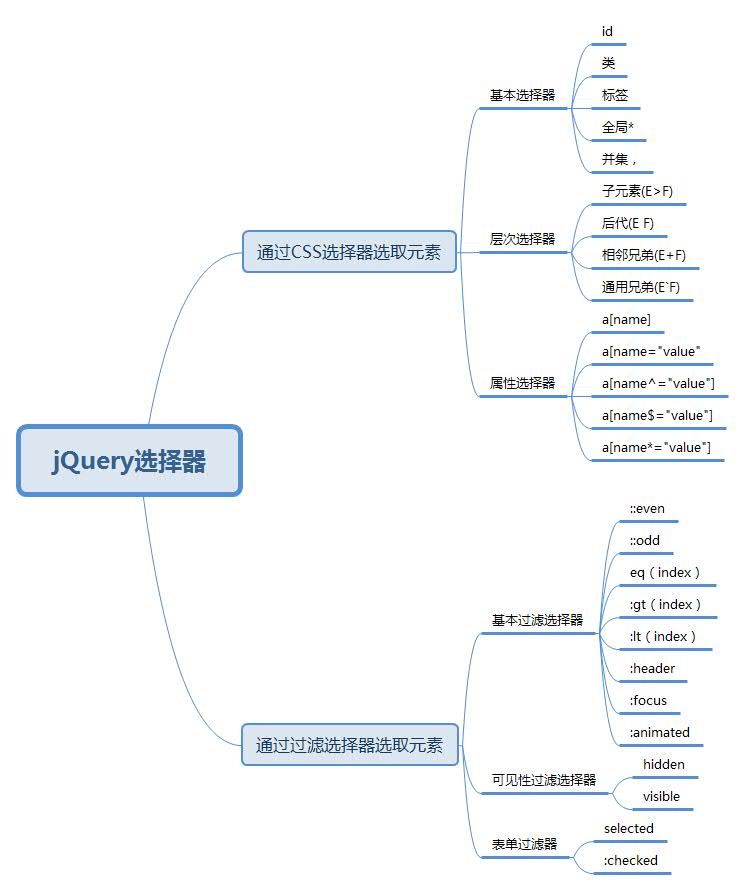 jQuery选择器
通过CSS选择器选取元素
基本选择器
id
类
标签
全局*
并集，
层次选择器
子元素(E>F)
后代(E F)
相邻兄弟(E+F)
通用兄弟(E`F)
属性选择器
a[name]
a[name="value"
a[name^="value"]
a[name$="value"]
a[name*="value"]
通过过滤选择器选取元素
基本过滤选择器
::even
::odd
eq（index）
:gt（index）
:lt（index）
:header
:focus
:animated
可见性过滤选择器
hidden
visible
表单过滤器
selected
:checked